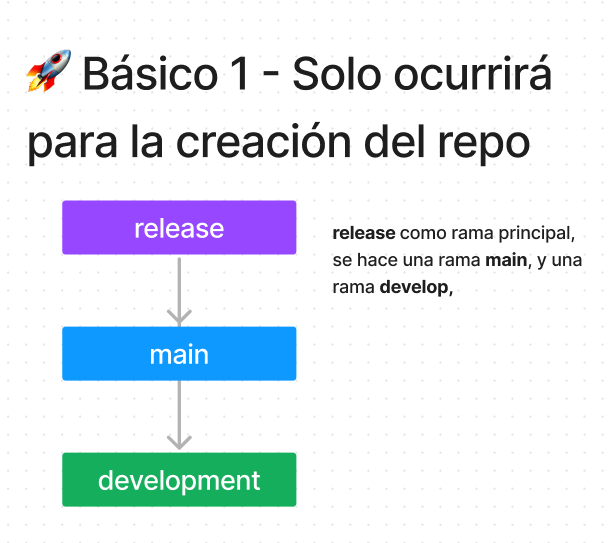 🚀 Básico 1 - Solo ocurrirá
para la creación del repo
release
release como rama principal,
se hace una rama main, y una
rama develop,
main
development